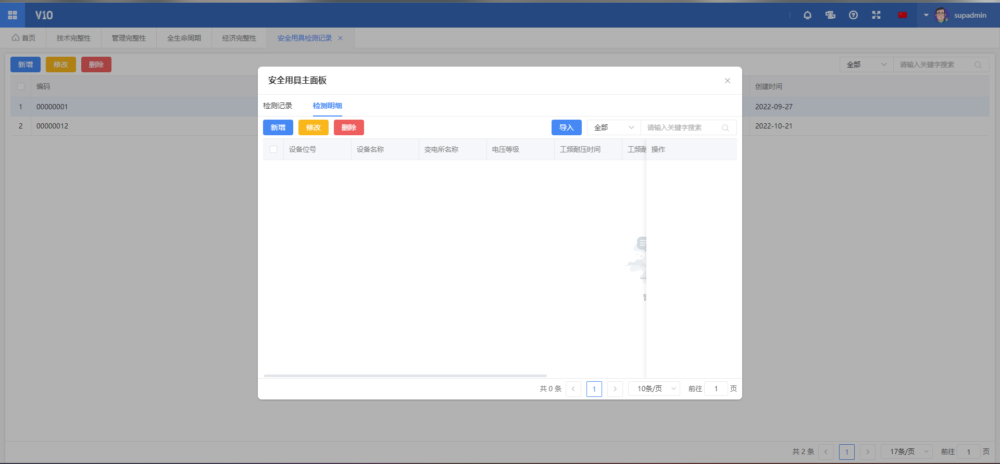 V10
supadmin
首页
技术完整性
管理完整性
全生命周期
经济完整性
安全用具检测记录
新增
修改
删除
全部
请输入关键字搜索
编码
创建时间
1
00000001
2022-09-27
2
00000012
2022-10-21
安全用具主面板
检测记录
检测明细
新增
修改
删除
导入
全部
请输入关键字搜索
设备位号
设备名称
变电所名称
电压等级
工频耐压时间
工频耐
操作
暂
共 0 条
1
10条/页
前往
1
页
共 2 条
1
17条/页
前往
1
页